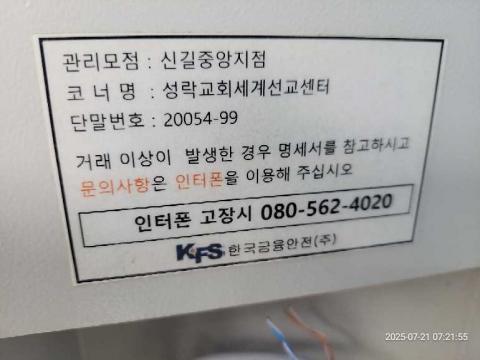 관리모점 : 신길중앙지점
코 너 명 : 성락교회세계선교센터
단말번호 : 20054-99
거래 이상이 발생한 경우 명세서를 참고하시고
문의사항은 인터폰을 이용해 주십시오
인터폰 고장시 080-562-4020
KFS 한국금융안전(주)
2025-07-21 07:21:55